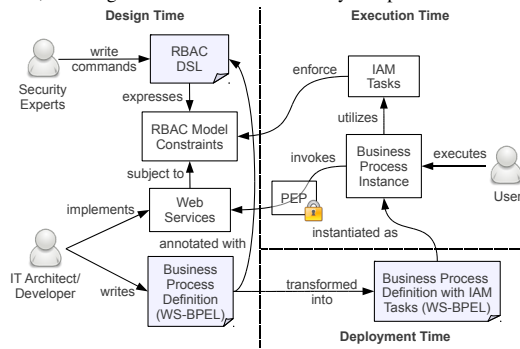 Design Time
Execution Time
Security
Experts
write
commands
RBAC
DSL
expresses
RBAC Model
Constraints
subject to
Web
Services
implements
annotated with
IT Architect/
Developer
writes
Business
Process
Definition
(WS-BPEL)
enforce
IAM
Tasks
utilizes
invokes
PEP
Business
Process
Instance
executes
User
instantiated as
transformed
into
Business Process
Definition with IAM
Tasks (WS-BPEL)
Deployment Time